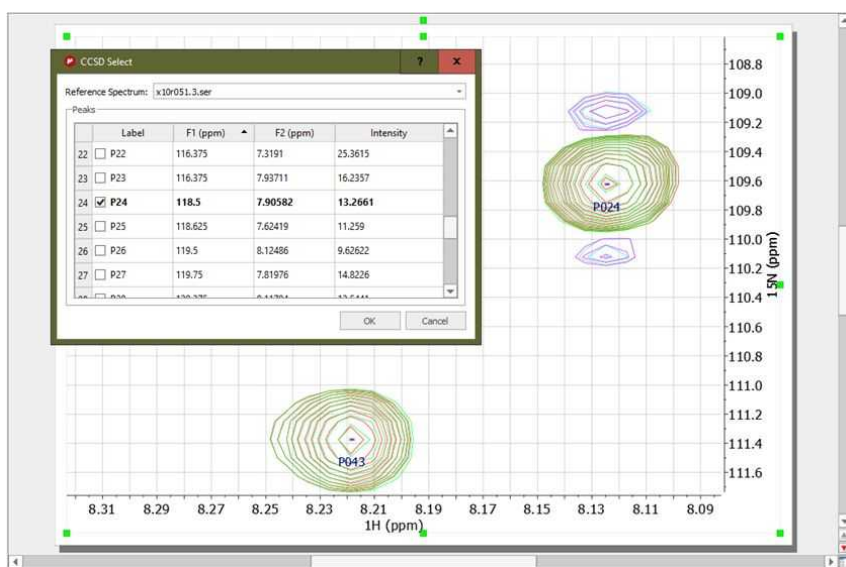 CCSD Select
? x
Reference Spectrum: x10r051.3.ser
Peaks
Label F1 (ppm) F2 (ppm) Intensity
22 P22 116.375 7.3191 25.3615
23 P23 116.375 7.93711 16.2357
24 P24 118.5 7.90582 13.2661
25 P25 118.625 7.62419 11.259
26 P26 119.5 8.12486 9.62622
27 P27 119.75 7.81976 14.8226
OK Cancel
108.8
109.0
109.2
109.4
109.6
109.8
110.0
110.2
110.4
110.6
110.8
111.0
111.2
111.4
111.6
15N (ppm)
P024
P043
8.31 8.29 8.27 8.25 8.23 8.21 8.19 8.17 8.15 8.13 8.11 8.09
1H (ppm)